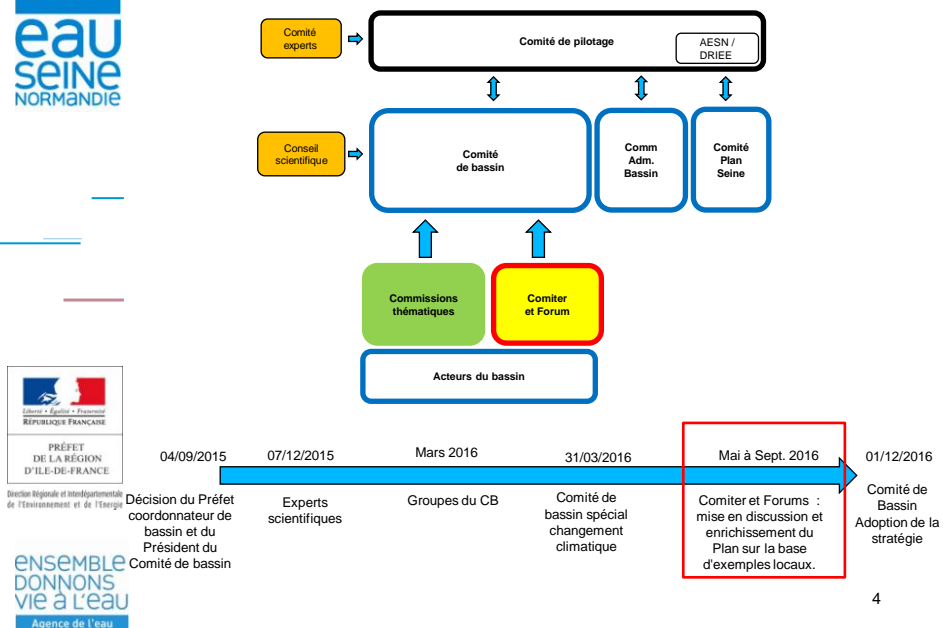 eau
seine
NORMANDIE
Comité
experts
Comité de pilotage
AESN /
DRIEE
Conseil
scientifique
Comité
de bassin
Comm
Adm.
Bassin
Comité
Plan
Seine
Commissions
thématiques
Comiter
et Forum
Acteurs du bassin
Liberté • Égalité • Fraternité
RÉPUBLIQUE FRANÇAISE
PRÉFET
DE LA RÉGION
D'ILE-DE-FRANCE
Direction Régionale et Interdépartementale
de l'Environnement et de l'Energie
04/09/2015
Décision du Préfet
coordonnateur de
bassin et du
Président du
Comité de bassin
07/12/2015
Experts
scientifiques
Mars 2016
Groupes du CB
31/03/2016
Comité de
bassin spécial
changement
climatique
Mai à Sept. 2016
Comiter et Forums :
mise en discussion et
enrichissement du
Plan sur la base
d'exemples locaux.
01/12/2016
Comité de
Bassin
Adoption de la
stratégie
ensemble
donnons
vie à l'eau
Agence de l'eau
4